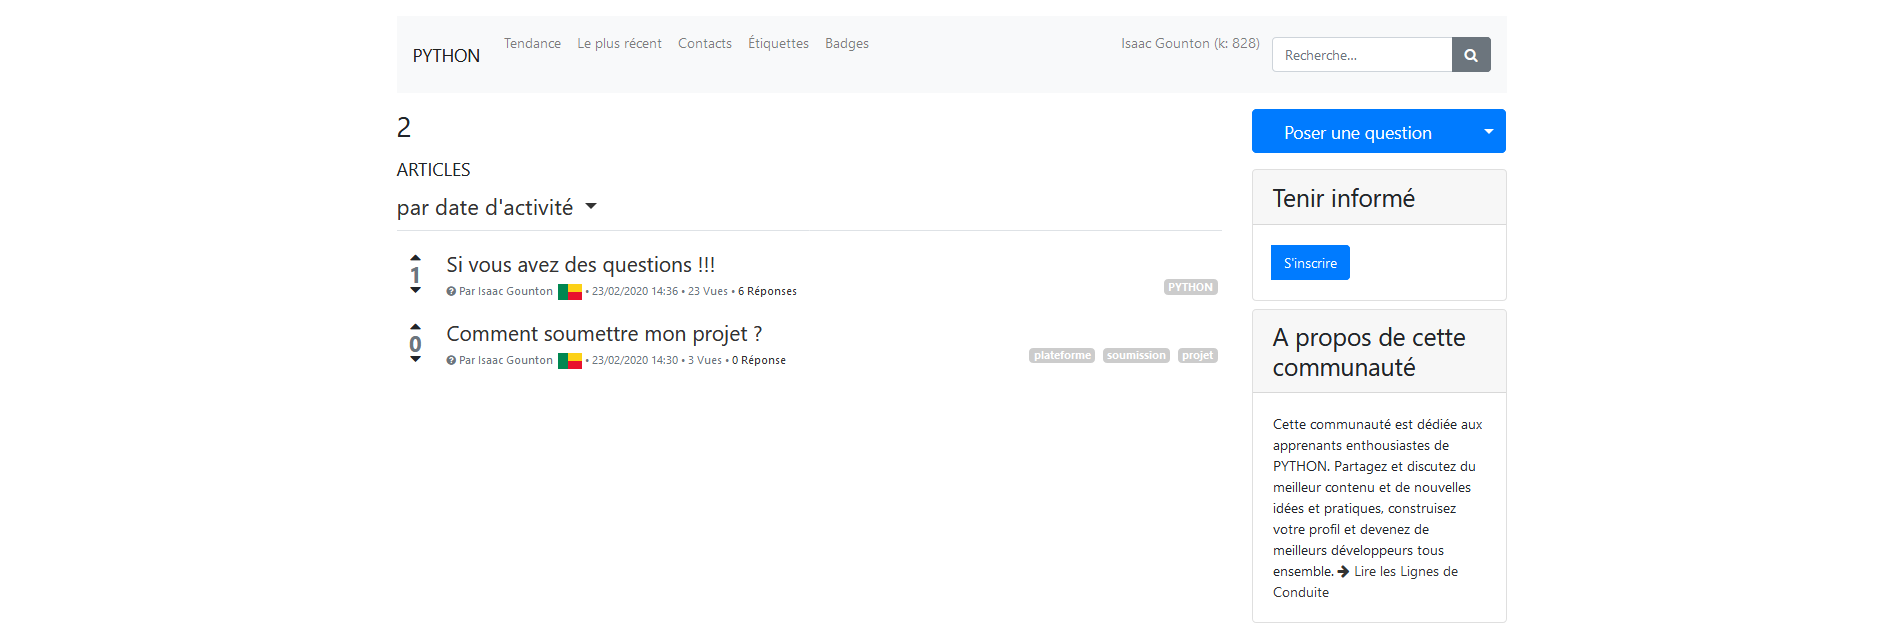 PYTHON Tendance Le plus récent Contacts Étiquettes Badges Isaac Gounton (k: 828) Recherche...
2
ARTICLES
par date d'activité
1
Si vous avez des questions !!!
Par Isaac Gounton • 23/02/2020 14:36 • 23 Vues • 6 Réponses
PYTHON
0
Comment soumettre mon projet ?
Par Isaac Gounton • 23/02/2020 14:30 • 3 Vues • 0 Réponse
plateforme soumission projet
Poser une question
Tenir informé
S'inscrire
A propos de cette
communauté
Cette communauté est dédiée aux
apprenants enthousiastes de
PYTHON. Partagez et discutez du
meilleur contenu et de nouvelles
idées et pratiques, construisez
votre profil et devenez de
meilleurs développeurs tous
ensemble. → Lire les Lignes de
Conduite